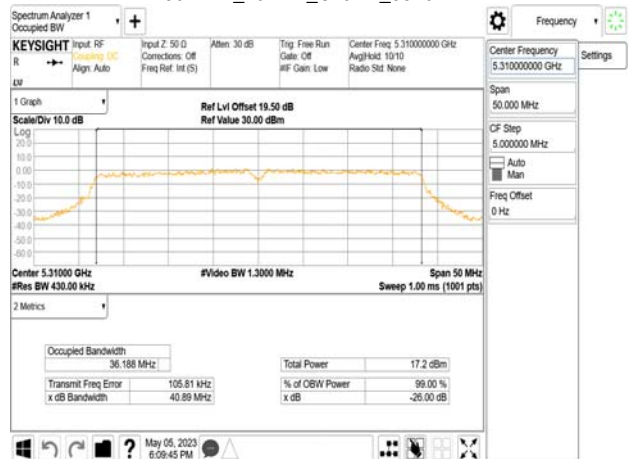 Spectrum Analyzer 1
Occupied BW
Frequency
KEYSIGHT
R
LU
Input: RF
Coupling: DC
Align: Auto
Input Z: 50 Ω
Corrections: Off
Freq Ref: Int (S)
Atten: 30 dB
Trig: Free Run
Gate: Off
#IF Gain: Low
Center Freq: 5.310000000 GHz
Avg|Hold: 10/10
Radio Std: None
Center Frequency
5.310000000 GHz
Settings
Span
50.000 MHz
CF Step
5.000000 MHz
Auto
Man
Freq Offset
0 Hz
1 Graph
Scale/Div 10.0 dB
Ref Lvl Offset 19.50 dB
Ref Value 30.00 dBm
Log
20.0
10.0
0.00
-10.0
-20.0
-30.0
-40.0
-50.0
-60.0
Center 5.31000 GHz
#Video BW 1.3000 MHz
Span 50 MHz
#Res BW 430.00 kHz
Sweep 1.00 ms (1001 pts)
2 Metrics
Occupied Bandwidth
36.188 MHz
Total Power 17.2 dBm
Transmit Freq Error 105.81 kHz
% of OBW Power 99.00 %
x dB Bandwidth 40.89 MHz
x dB -26.00 dB
?
May 05, 2023
6:09:45 PM